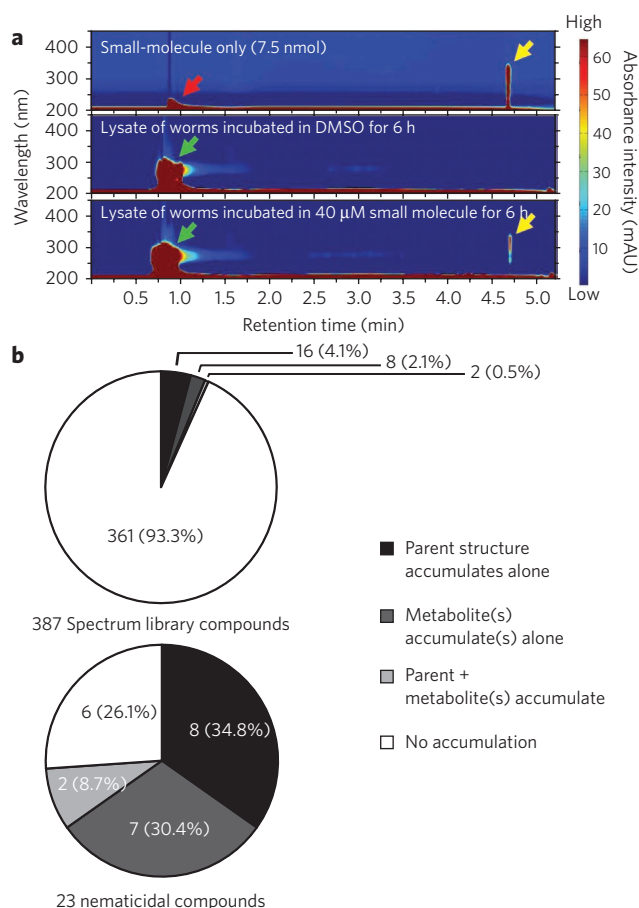 a
Small-molecule only (7.5 nmol)
Lysate of worms incubated in DMSO for 6 h
Lysate of worms incubated in 40 μM small molecule for 6 h
400
300
200
400
300
200
400
300
200
Wavelength (nm)
0.5 1.0 1.5 2.0 2.5 3.0 3.5 4.0 4.5 5.0
Retention time (min)
High
60
50
40
30
20
10
Low
Absorbance intensity (mAU)
b
16 (4.1%)
8 (2.1%)
2 (0.5%)
361 (93.3%)
387 Spectrum library compounds
6 (26.1%)
8 (34.8%)
2 (8.7%)
7 (30.4%)
23 nematicidal compounds
Parent structure
accumulates alone
Metabolite(s)
accumulate(s) alone
Parent +
metabolite(s) accumulate
No accumulation